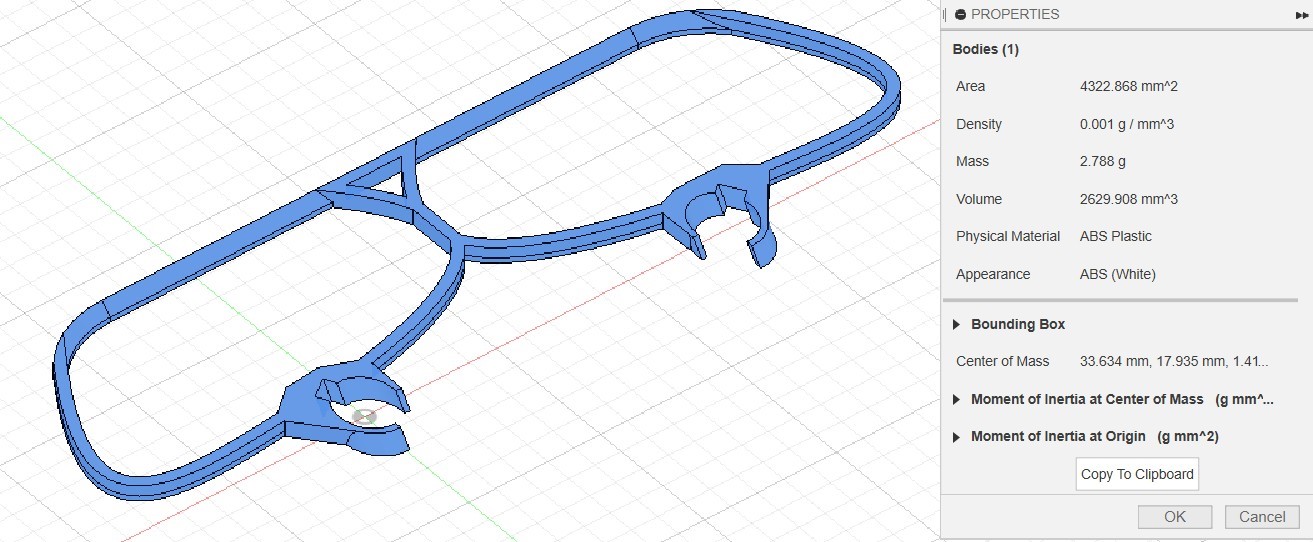 PROPERTIES
Bodies (1)
Area 4322.868 mm^2
Density 0.001 g / mm^3
Mass 2.788 g
Volume 2629.908 mm^3
Physical Material ABS Plastic
Appearance ABS (White)
Bounding Box
Center of Mass 33.634 mm, 17.935 mm, 1.41...
Moment of Inertia at Center of Mass (g mm^...
Moment of Inertia at Origin (g mm^2)
Copy To Clipboard
OK Cancel